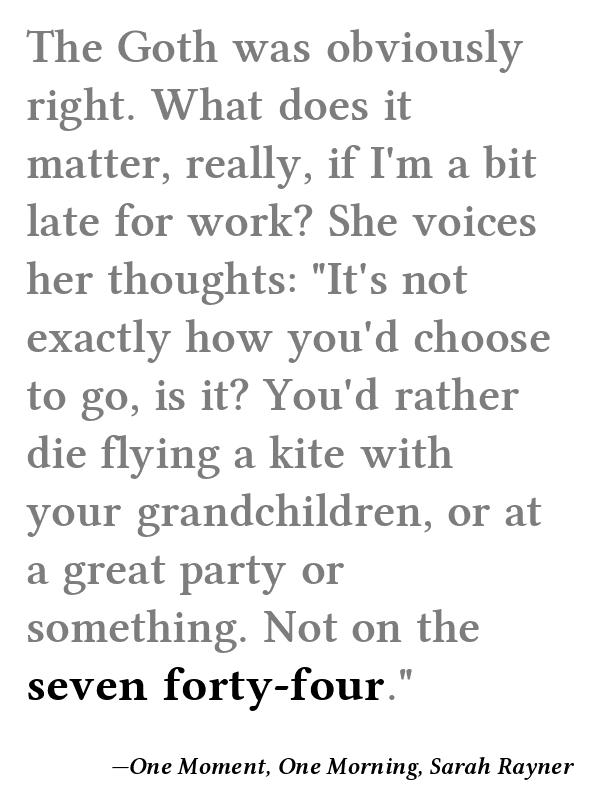 The Goth was obviously
right. What does it
matter, really, if I'm a bit
late for work? She voices
her thoughts: "It's not
exactly how you'd choose
to go, is it? You'd rather
die flying a kite with
your grandchildren, or at
a great party or
something. Not on the
seven forty-four."
—One Moment, One Morning, Sarah Rayner